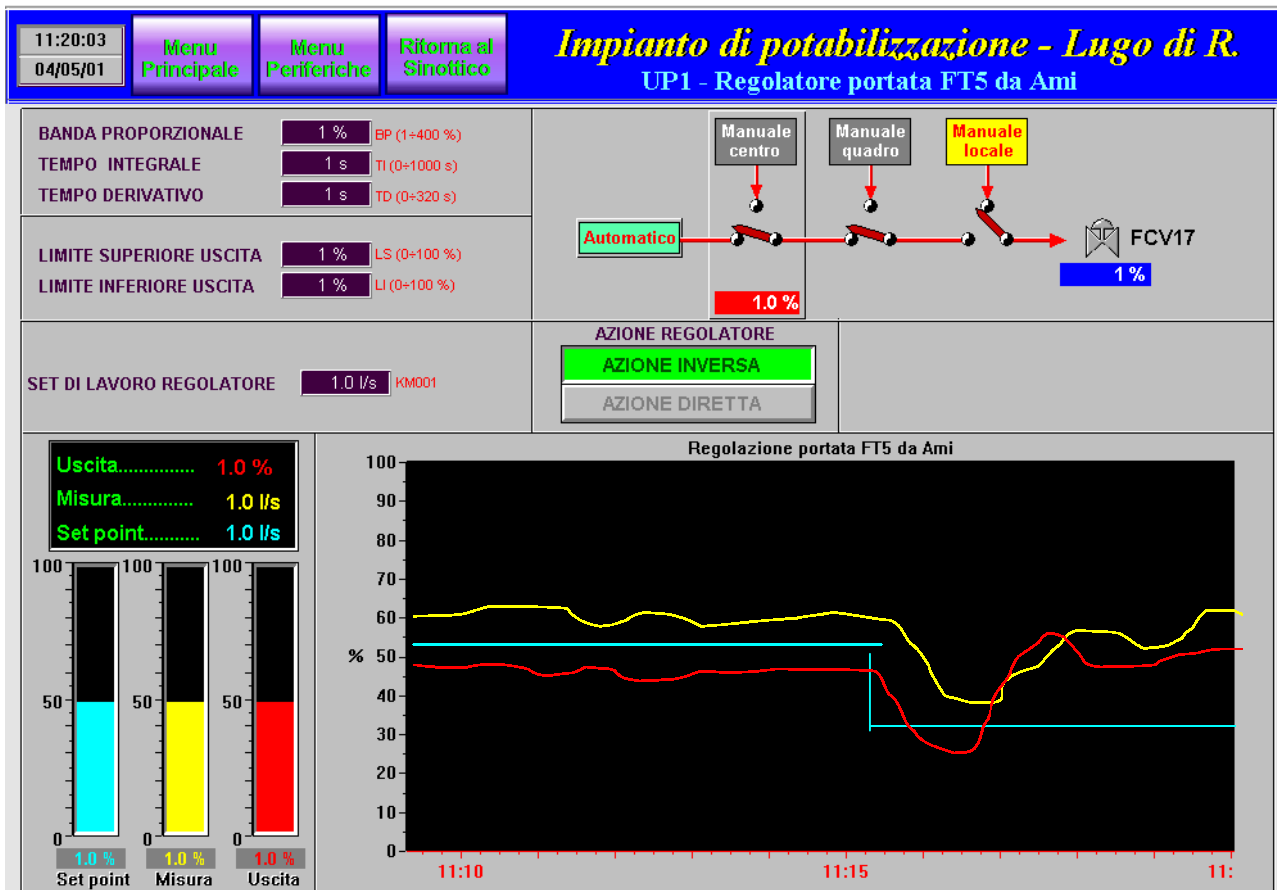 11:20:03
04/05/01
Menu
Principale
Menu
Periferiche
Ritorna al
Sinottico
Impianto di potabilizzazione - Lugo di R.
UP1 - Regolatore portata FT5 da Ami
BANDA PROPORZIONALE 1 % BP (1÷400 %)
TEMPO INTEGRALE 1 s TI (0÷1000 s)
TEMPO DERIVATIVO 1 s TD (0÷320 s)
LIMITE SUPERIORE USCITA 1 % LS (0÷100 %)
LIMITE INFERIORE USCITA 1 % LI (0÷100 %)
Manuale
centro
Manuale
quadro
Manuale
locale
Automatico
FCV17
1 %
1.0 %
SET DI LAVORO REGOLATORE 1.0 l/s KM001
AZIONE REGOLATORE
AZIONE INVERSA
AZIONE DIRETTA
Uscita.............. 1.0 %
Misura.............. 1.0 l/s
Set point........... 1.0 l/s
100 100 100
50 50 50
0 0 0
1.0 % 1.0 % 1.0 %
Set point Misura Uscita
Regolazione portata FT5 da Ami
100
90
80
70
60
% 50
40
30
20
10
0
11:10 11:15 11: